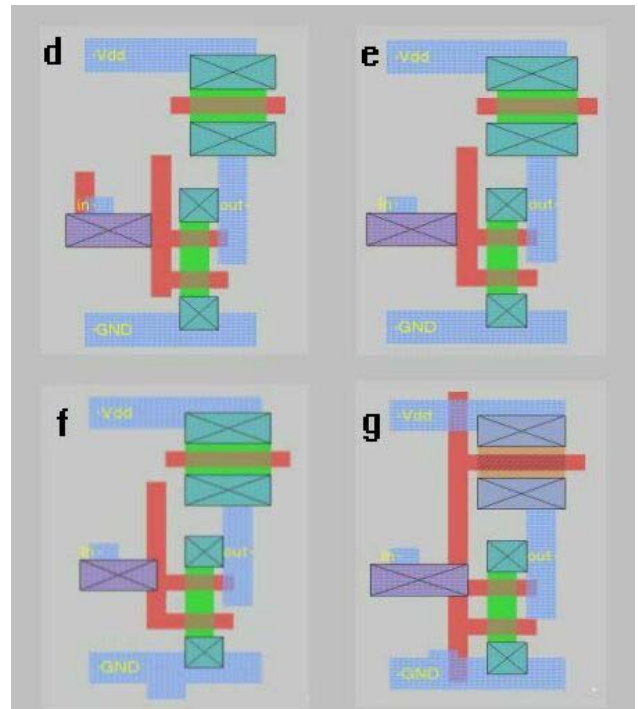 d
·Vdd
in·
out·
·GND
e
·Vdd
in·
out·
·GND
f
·Vdd
in·
out·
·GND
g
·Vdd
in·
out·
·GND